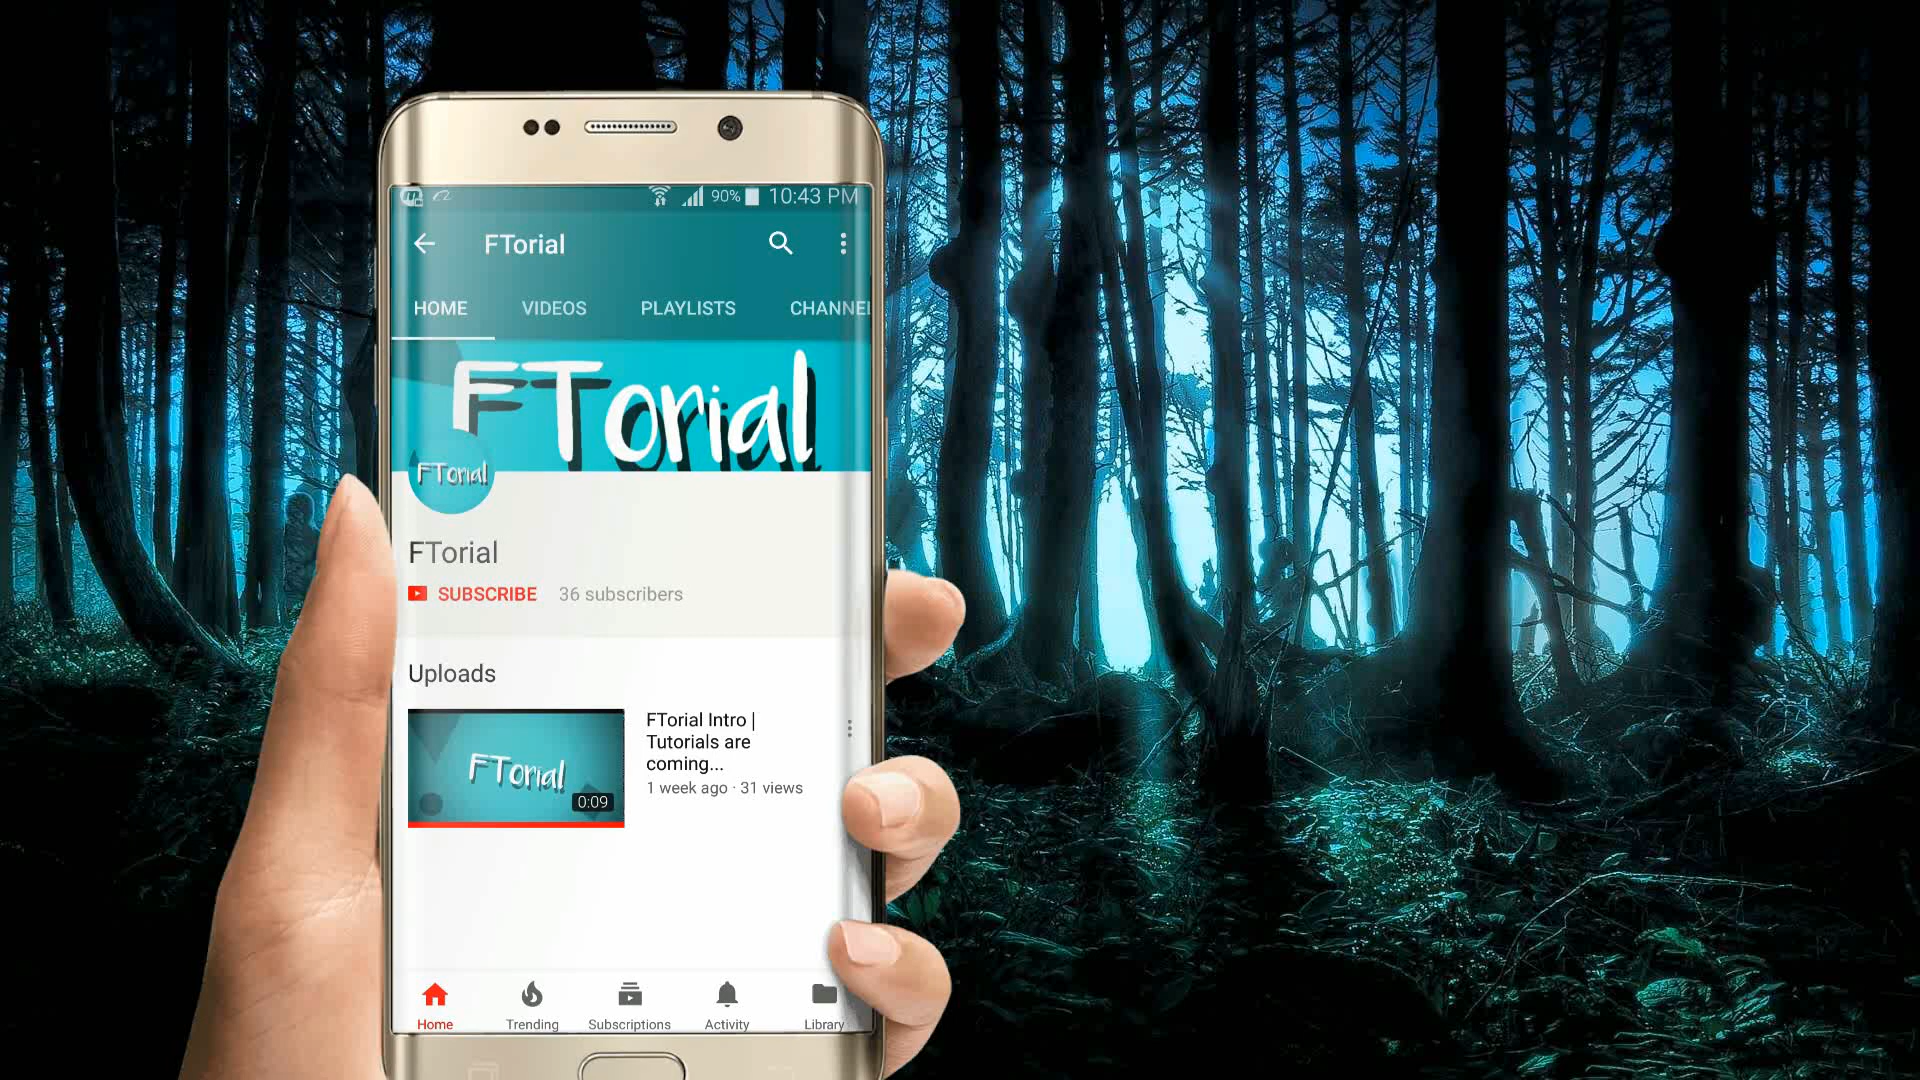 90% 10:43 PM
FTorial
HOME VIDEOS PLAYLISTS CHANNEL
FTorial
FTorial
FTorial
SUBSCRIBE 36 subscribers
Uploads
FTorial
0:09
FTorial Intro |
Tutorials are
coming...
1 week ago · 31 views
Home Trending Subscriptions Activity Library